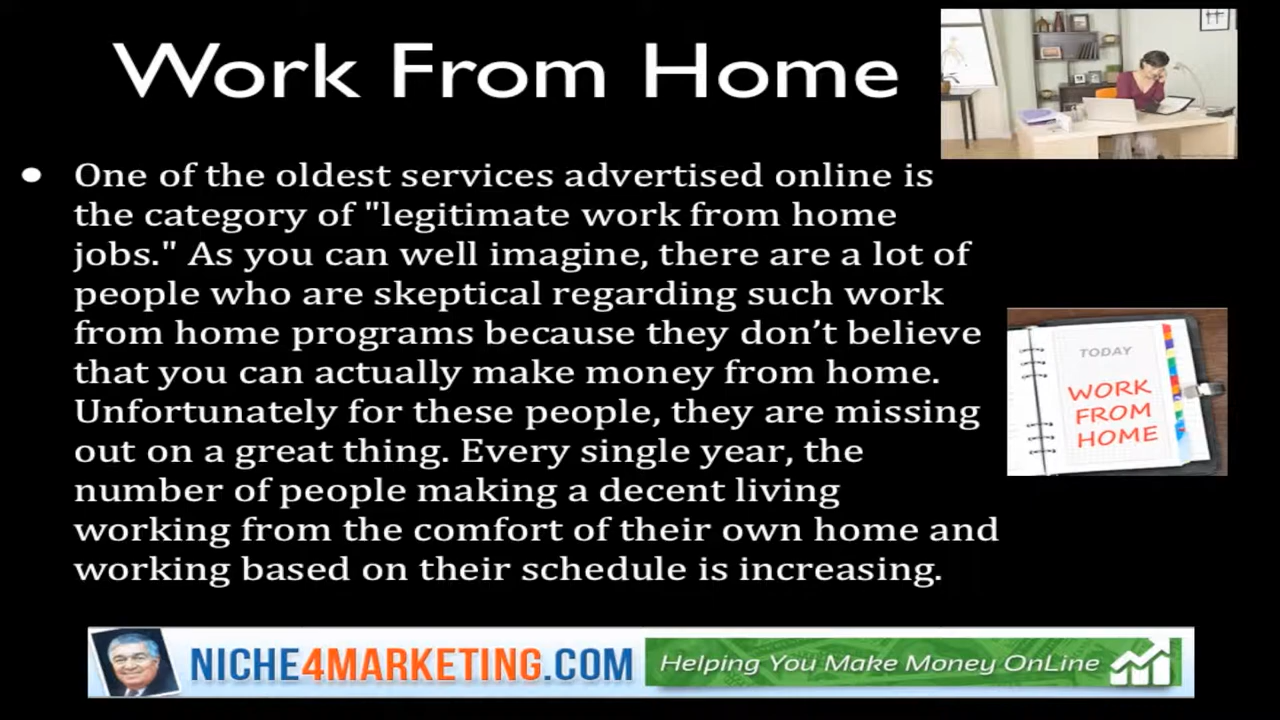 Work From Home
• One of the oldest services advertised online is
the category of "legitimate work from home
jobs." As you can well imagine, there are a lot of
people who are skeptical regarding such work
from home programs because they don’t believe
that you can actually make money from home.
Unfortunately for these people, they are missing
out on a great thing. Every single year, the
number of people making a decent living
working from the comfort of their own home and
working based on their schedule is increasing.
TODAY
WORK
FROM
HOME
NICHE4MARKETING.COM
Helping You Make Money OnLine